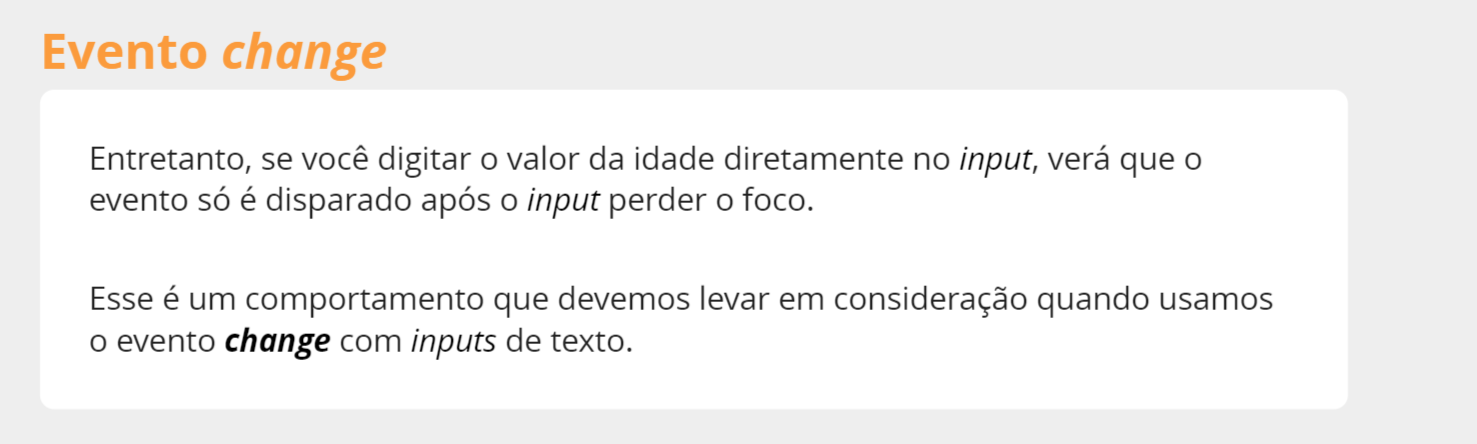 Evento change
Entretanto, se você digitar o valor da idade diretamente no input, verá que o
evento só é disparado após o input perder o foco.
Esse é um comportamento que devemos levar em consideração quando usamos
o evento change com inputs de texto.